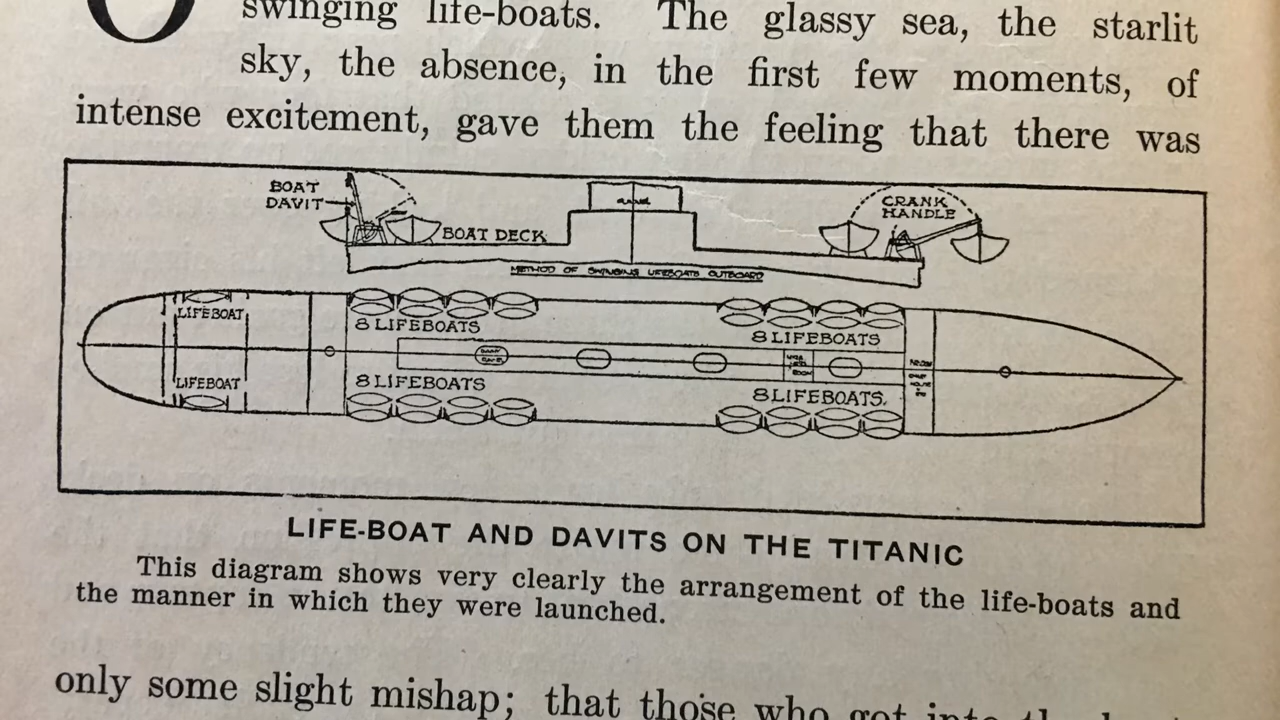 O
swinging life-boats. The glassy sea, the starlit
sky, the absence, in the first few moments, of
intense excitement, gave them the feeling that there was
BOAT
DAVIT
BOAT DECK
CRANK
HANDLE
METHOD OF SWINGING LIFEBOATS OUTBOARD
LIFEBOAT
8 LIFEBOATS
8 LIFEBOATS
ROOM
LIFEBOAT
8 LIFEBOATS
8 LIFEBOATS.
LIFE-BOAT AND DAVITS ON THE TITANIC
This diagram shows very clearly the arrangement of the life-boats and
the manner in which they were launched.
only some slight mishap; that those who got into the boats